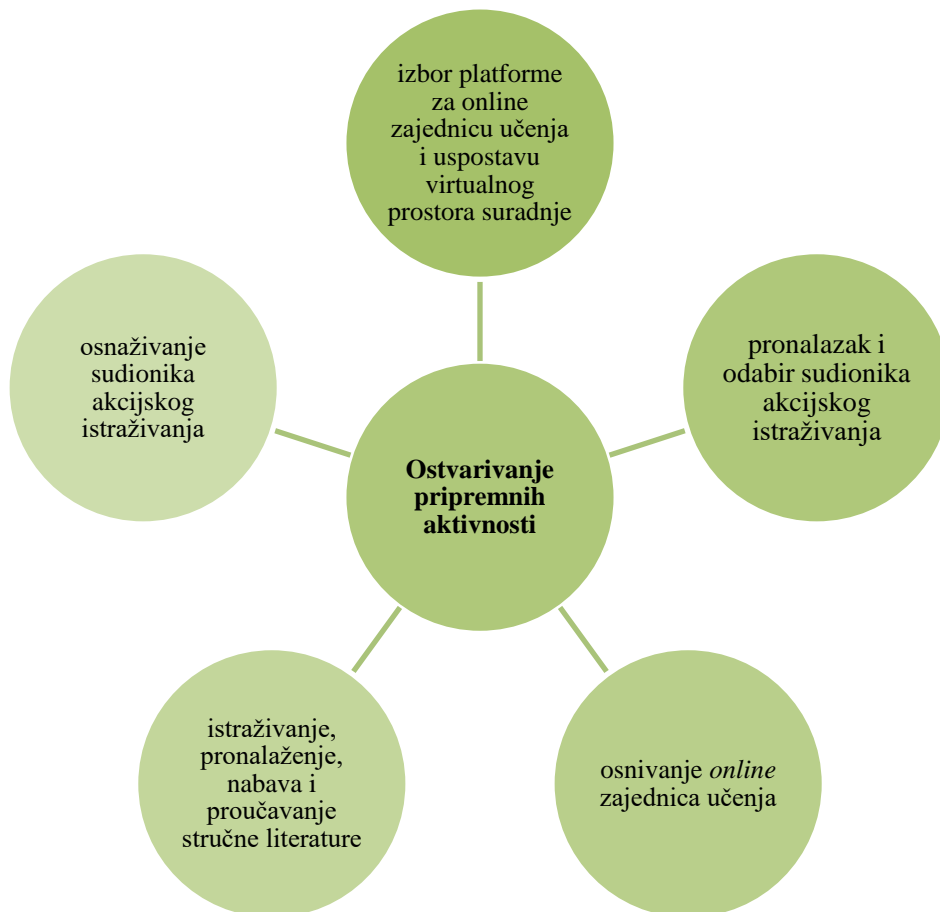 izbor platforme
za online
zajednicu učenja
i uspostavu
virtualnog
prostora suradnje
pronalazak i
odabir sudionika
akcijskog
istraživanja
osnivanje online
zajednica učenja
istraživanje,
pronalaženje,
nabava i
proučavanje
stručne literature
osnaživanje
sudionika
akcijskog
istraživanja
Ostvarivanje
pripremnih
aktivnosti